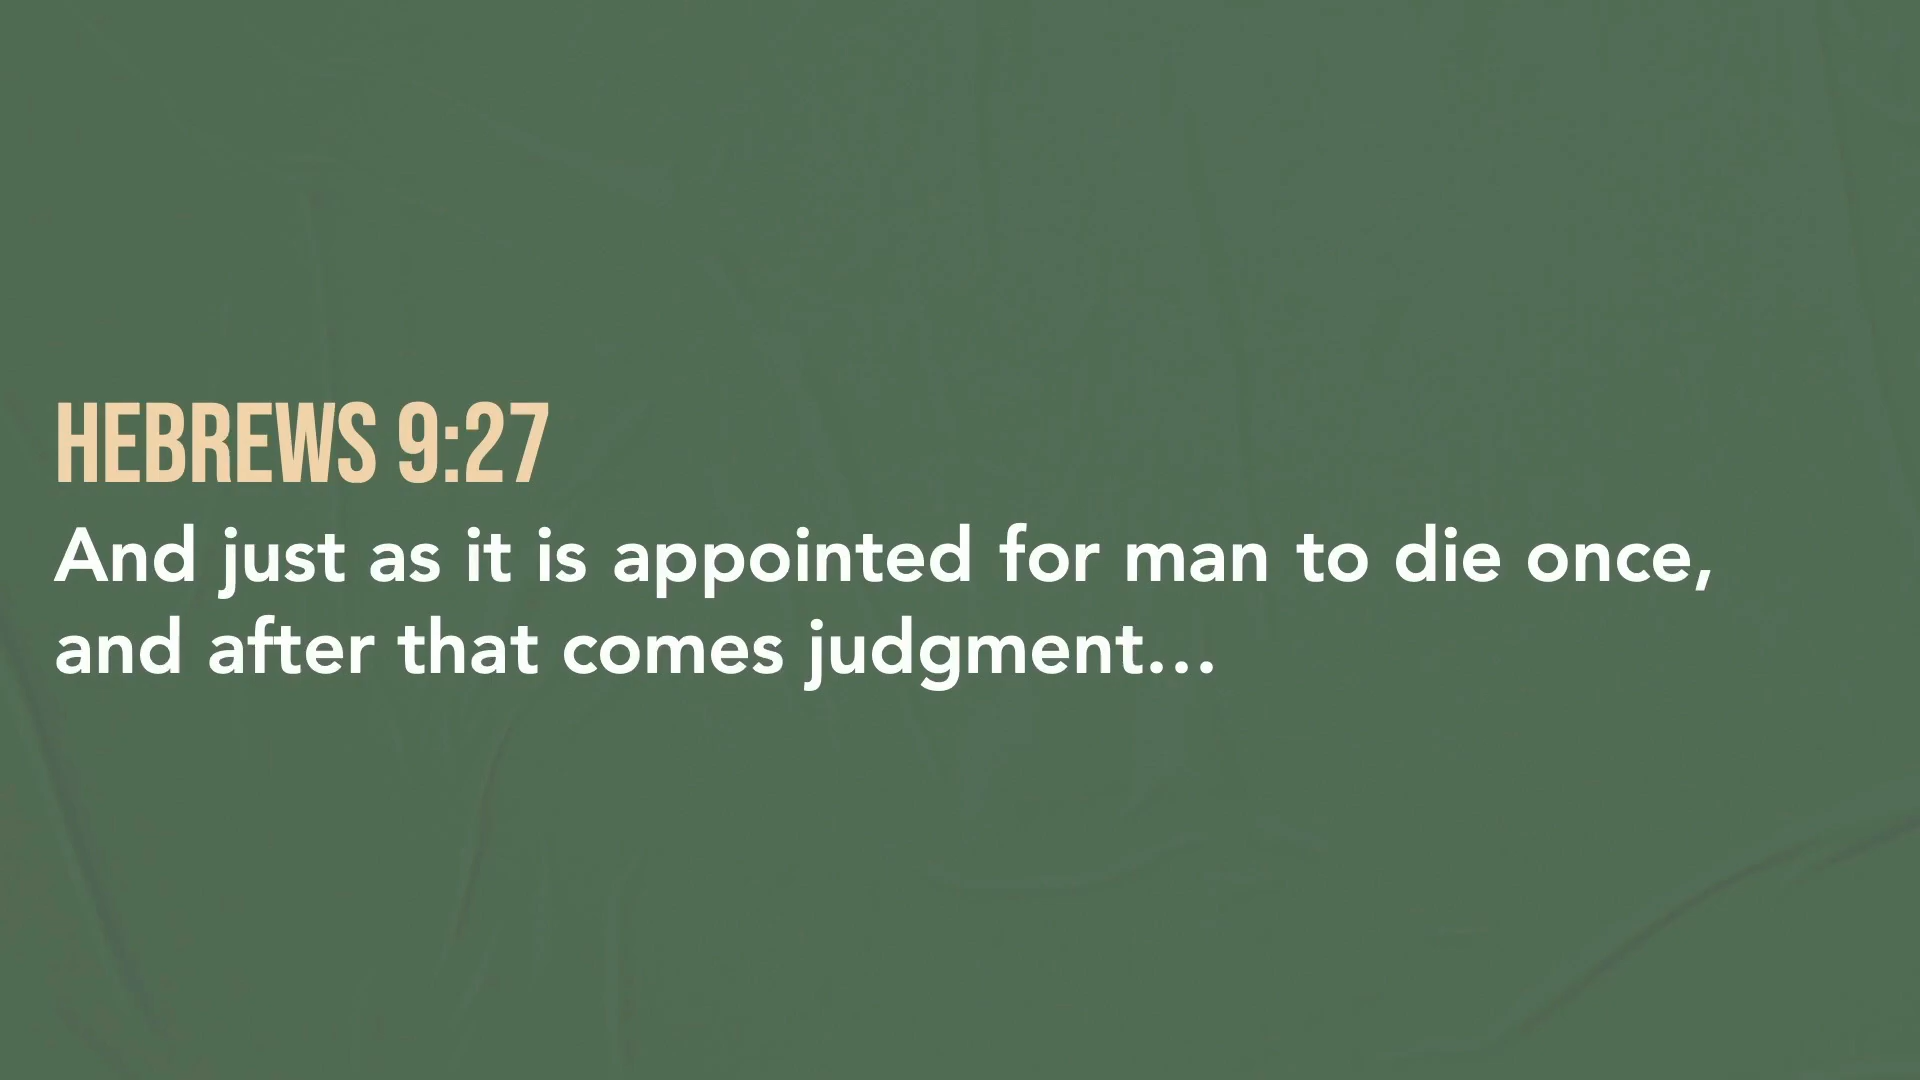 HEBREWS 9:27
And just as it is appointed for man to die once,
and after that comes judgment…